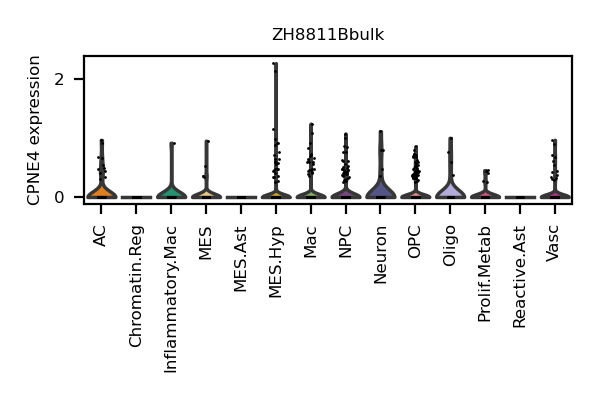 ZH8811Bbulk
CPNE4 expression
2
0
AC
Chromatin.Reg
Inflammatory.Mac
MES
MES.Ast
MES.Hyp
Mac
NPC
Neuron
OPC
Oligo
Prolif.Metab
Reactive.Ast
Vasc